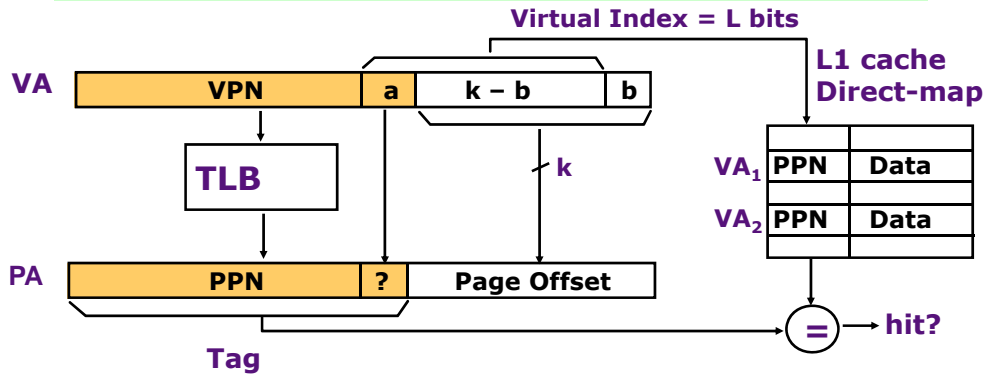 Virtual Index = L bits
VA
VPN
a
k – b
b
L1 cache
Direct-map
TLB
k
VA1
PPN
Data
VA2
PPN
Data
PA
PPN
?
Page Offset
=
hit?
Tag